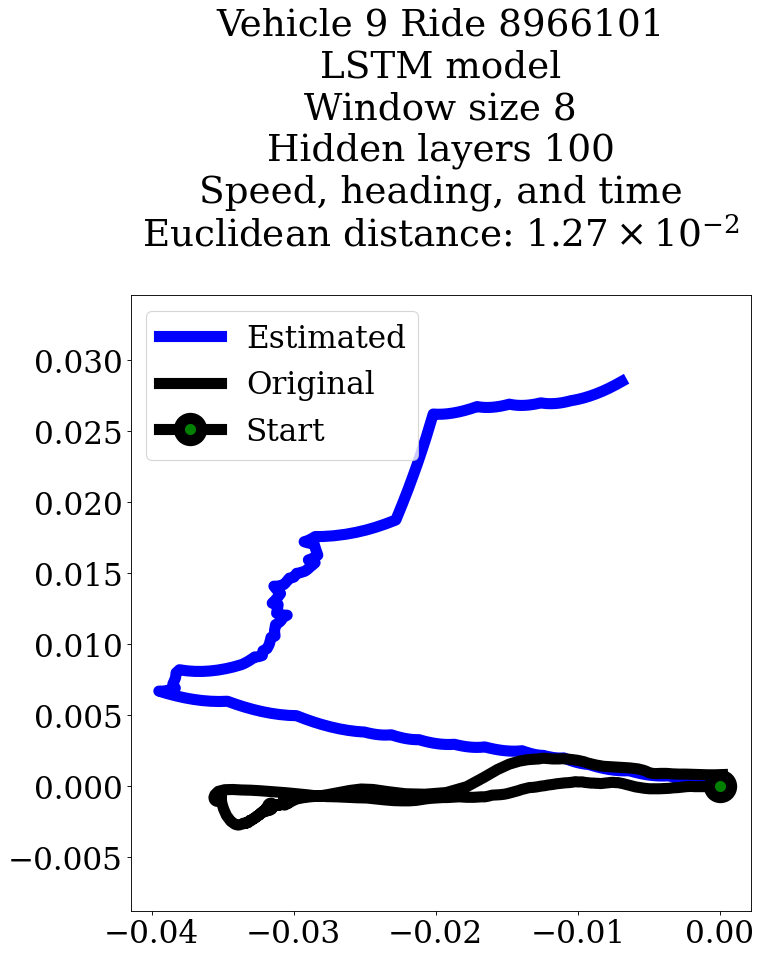 Vehicle 9 Ride 8966101
LSTM model
Window size 8
Hidden layers 100
Speed, heading, and time
Euclidean distance: 1.27 × 10⁻²
Estimated
Original
Start
0.030
0.025
0.020
0.015
0.010
0.005
0.000
−0.005
−0.04 −0.03 −0.02 −0.01 0.00